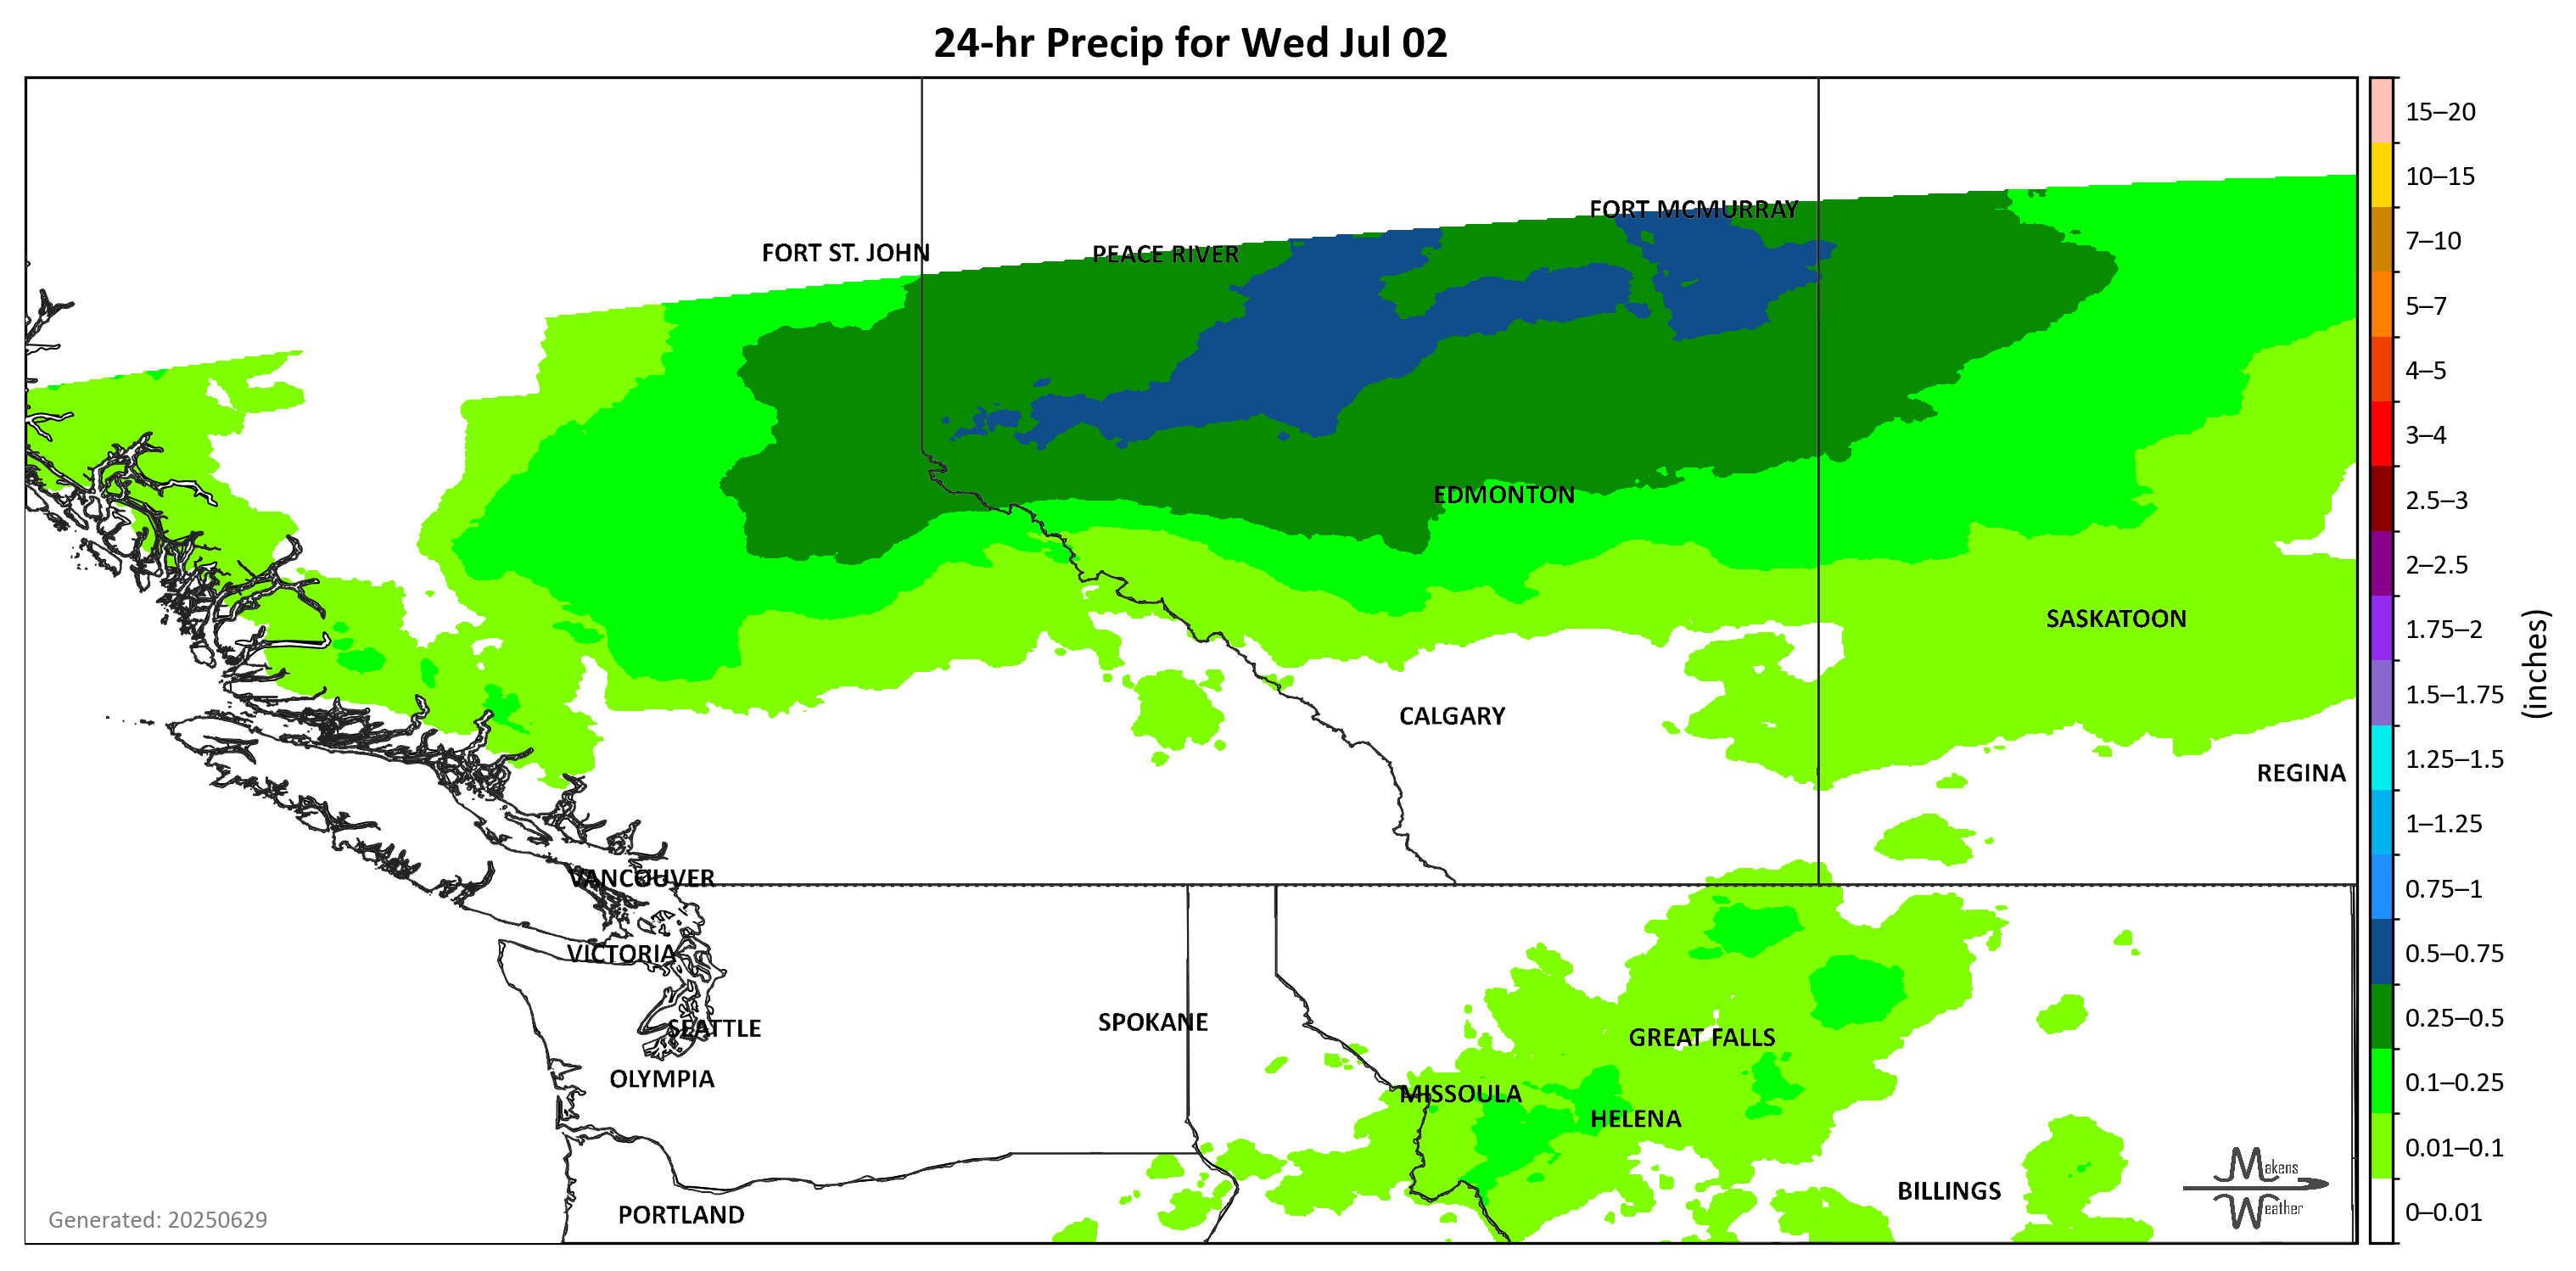 24-hr Precip for Wed Jul 02
15–20
10–15
FORT MCMURRAY
7–10
FORT ST. JOHN
PEACE RIVER
5–7
4–5
3–4
EDMONTON
2.5–3
2–2.5
SASKATOON
1.75–2
(inches)
1.5–1.75
CALGARY
1.25–1.5
REGINA
1–1.25
VANCOUVER
0.75–1
VICTORIA
0.5–0.75
SPOKANE
SEATTLE
GREAT FALLS
0.25–0.5
OLYMPIA
MISSOULA
0.1–0.25
HELENA
0.01–0.1
Makens
Weather
BILLINGS
PORTLAND
0–0.01
Generated: 20250629